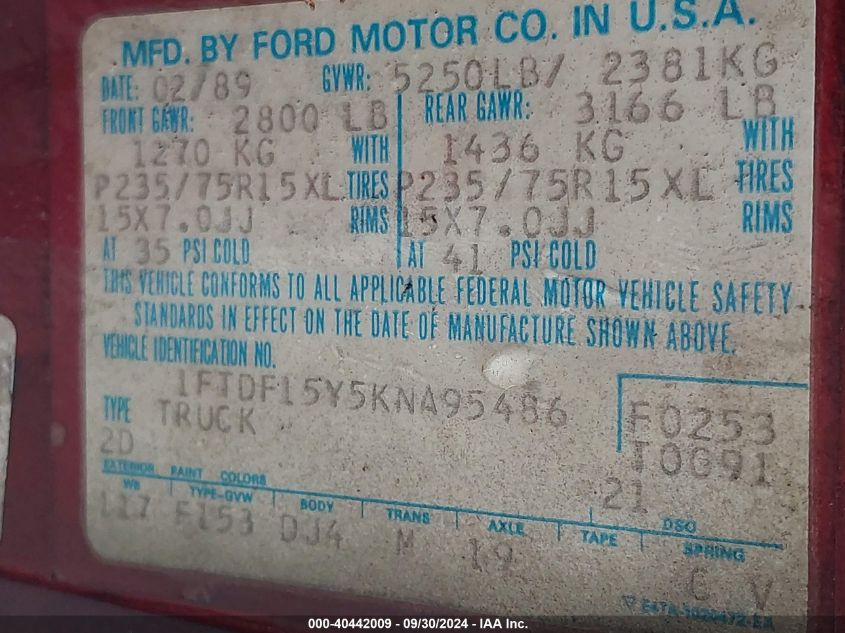 MFD. BY FORD MOTOR CO. IN U.S.A.
DATE: 02/89 GVWR: 5250LB/ 2381KG
FRONT GAWR: 2800 LB REAR GAWR: 3166 LB
1270 KG WITH 1436 KG WITH
P235/75R15XL TIRES P235/75R15XL TIRES
15X7.0JJ RIMS 15X7.0JJ RIMS
AT 35 PSI COLD AT 41 PSI COLD
THIS VEHICLE CONFORMS TO ALL APPLICABLE FEDERAL MOTOR VEHICLE SAFETY
STANDARDS IN EFFECT ON THE DATE OF MANUFACTURE SHOWN ABOVE.
VEHICLE IDENTIFICATION NO.
1FTDF15Y5KNA95486
TYPE TRUCK F0253
2D T0091
EXTERIOR PAINT COLORS 21 DSO
WB TYPE-GVW BODY TRANS AXLE TAPE SPRING
117 F153 DJ4 M 19 G V
000-40442009 - 09/30/2024 - IAA Inc.